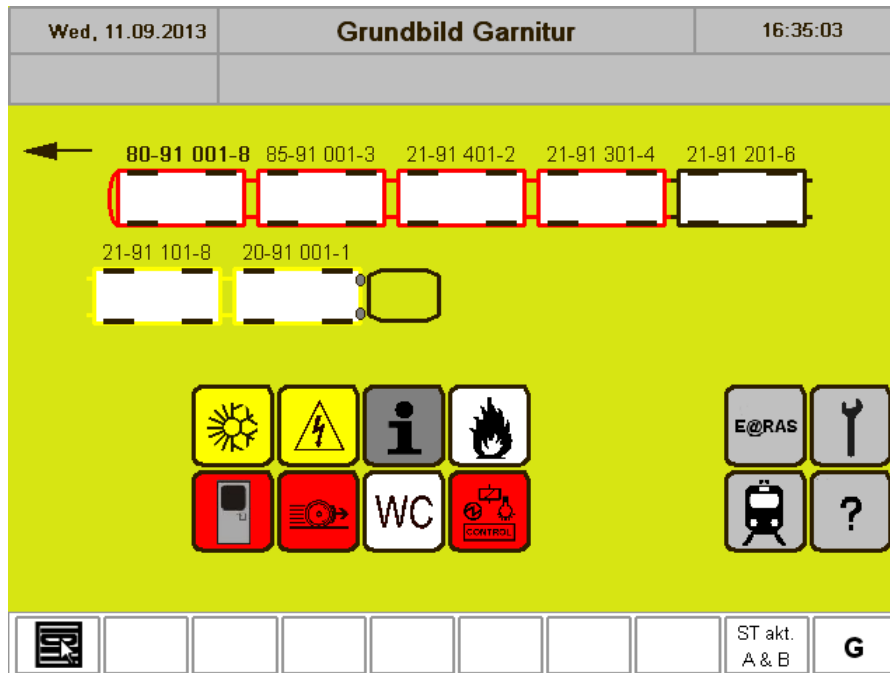 Wed, 11.09.2013 Grundbild Garnitur 16:35:03
80-91 001-8 85-91 001-3 21-91 401-2 21-91 301-4 21-91 201-6
21-91 101-8 20-91 001-1
E@RAS
WC CONTROL ?
ST akt.
A & B
G